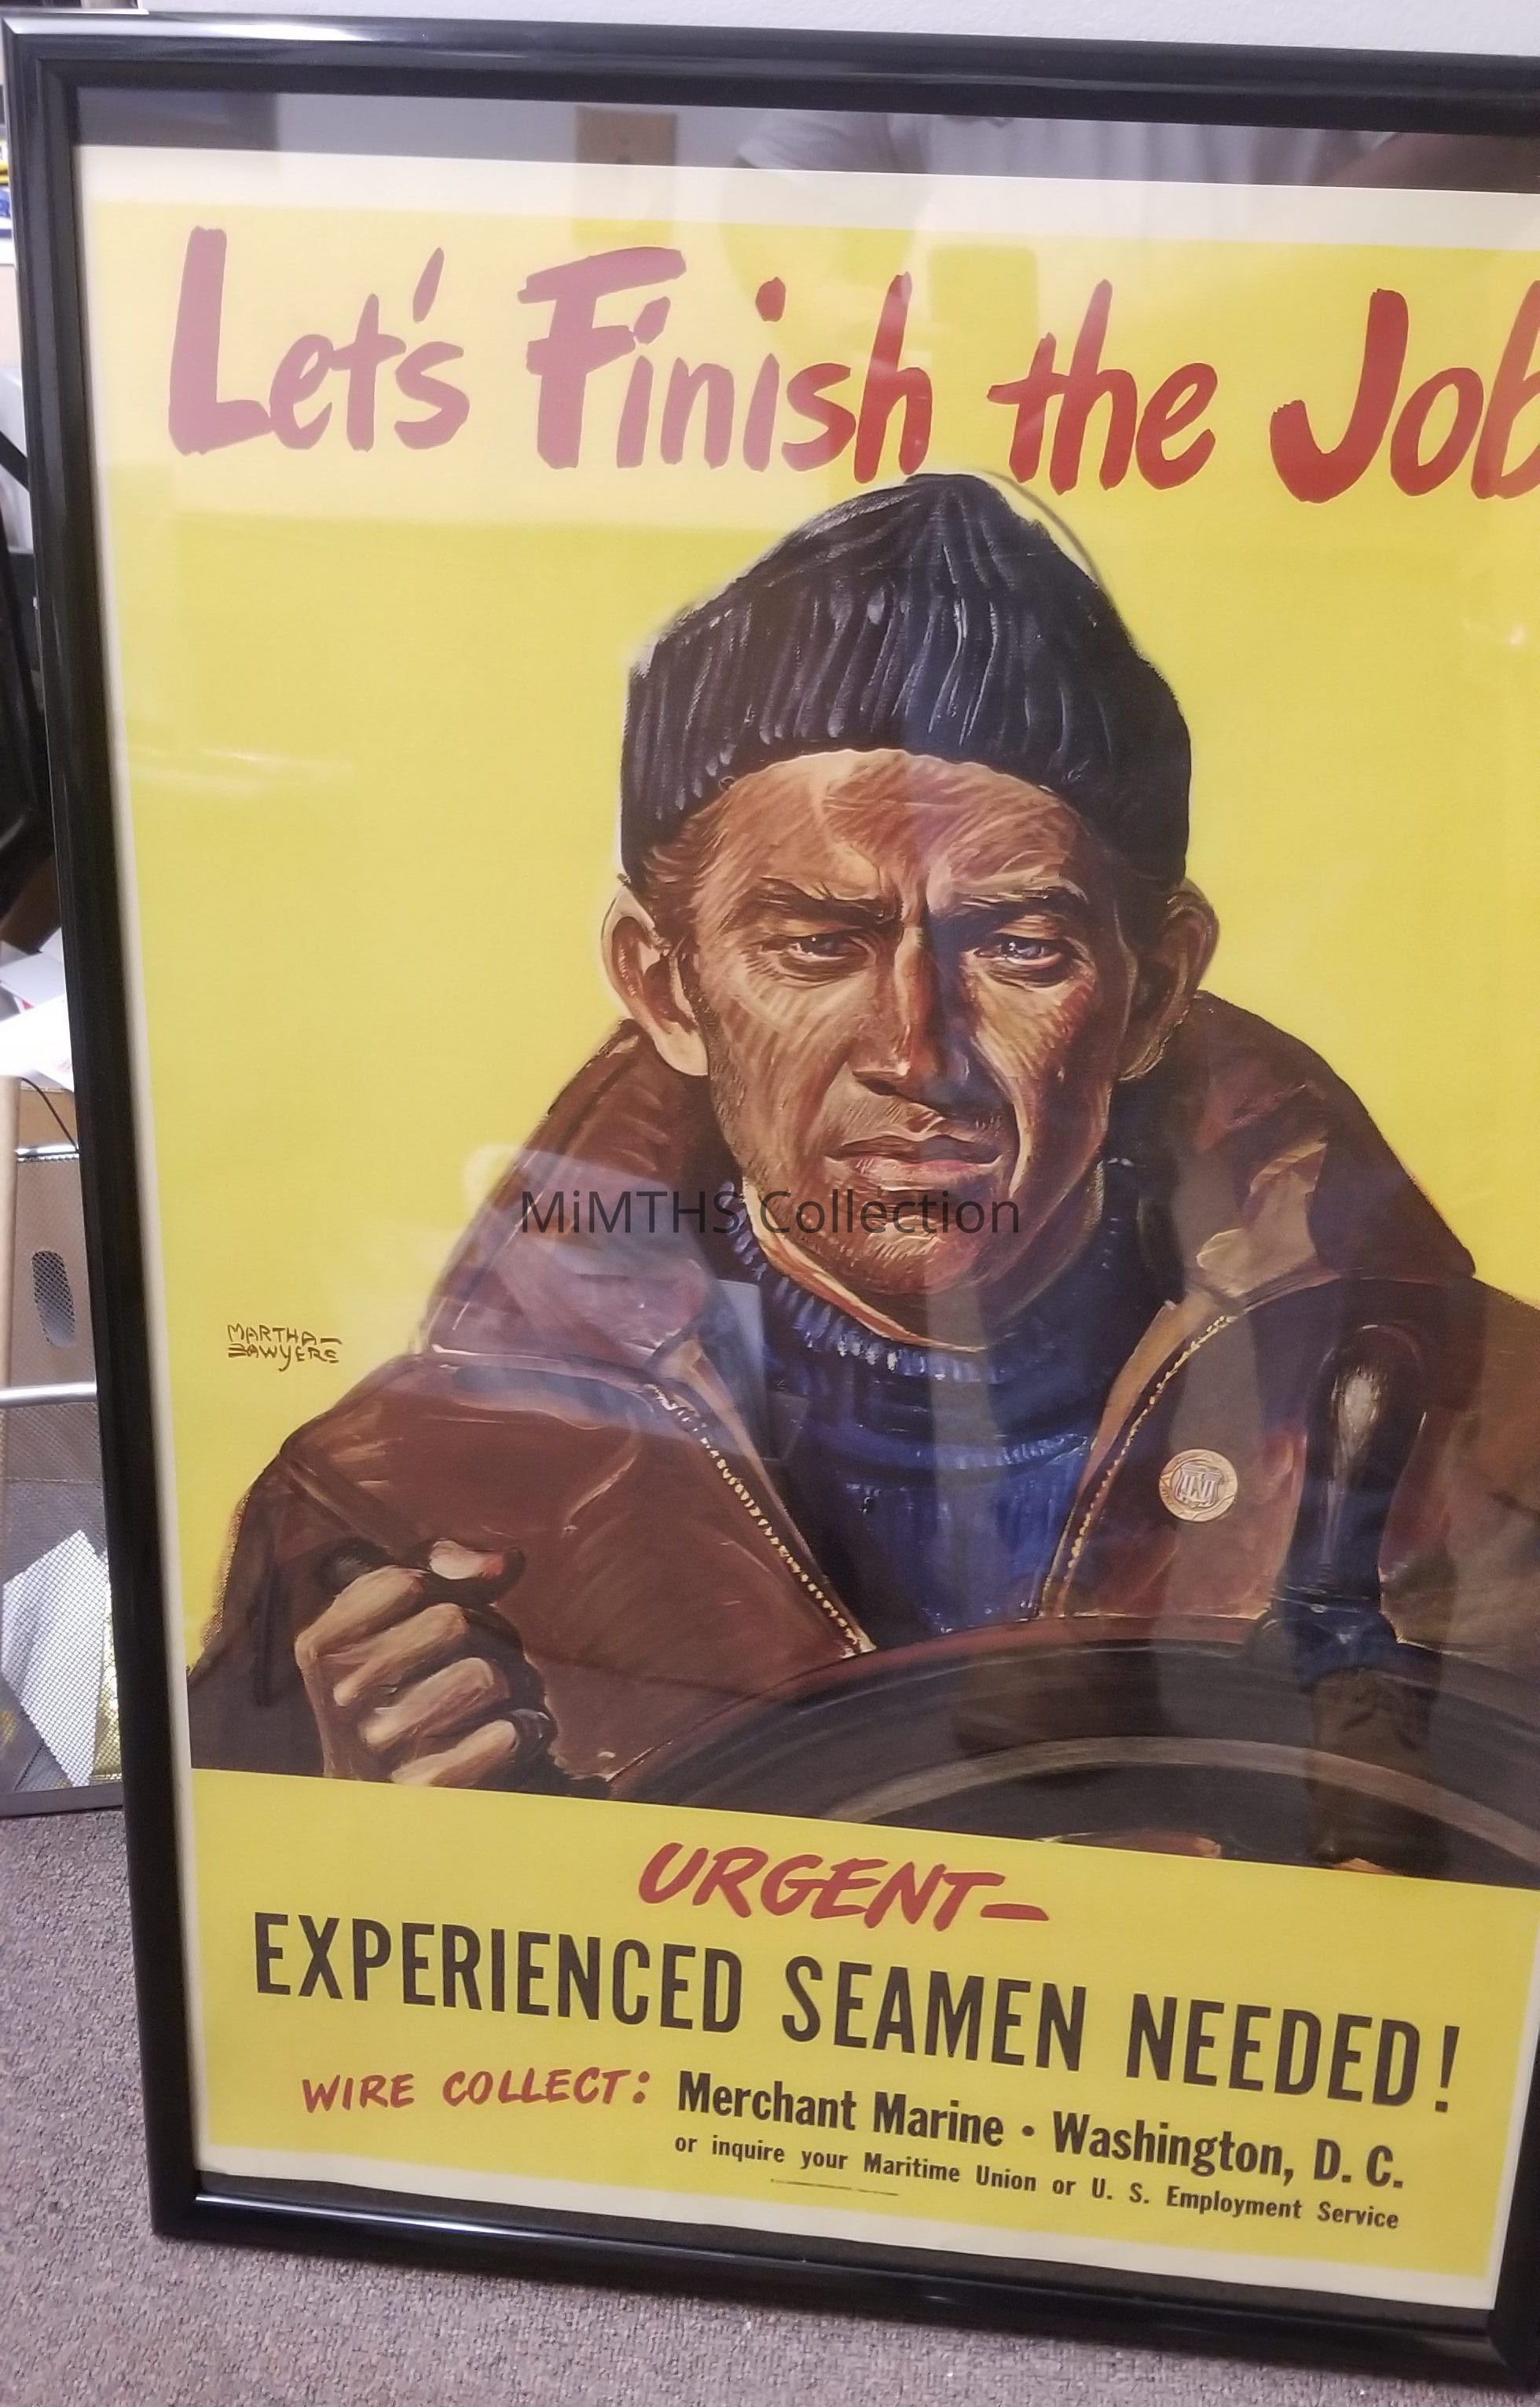 Let's Finish the Job
MiMTHS Collection
MARTHA
SAWYERS
URGENT—
EXPERIENCED SEAMEN NEEDED!
WIRE COLLECT: Merchant Marine • Washington, D. C.
or inquire your Maritime Union or U. S. Employment Service